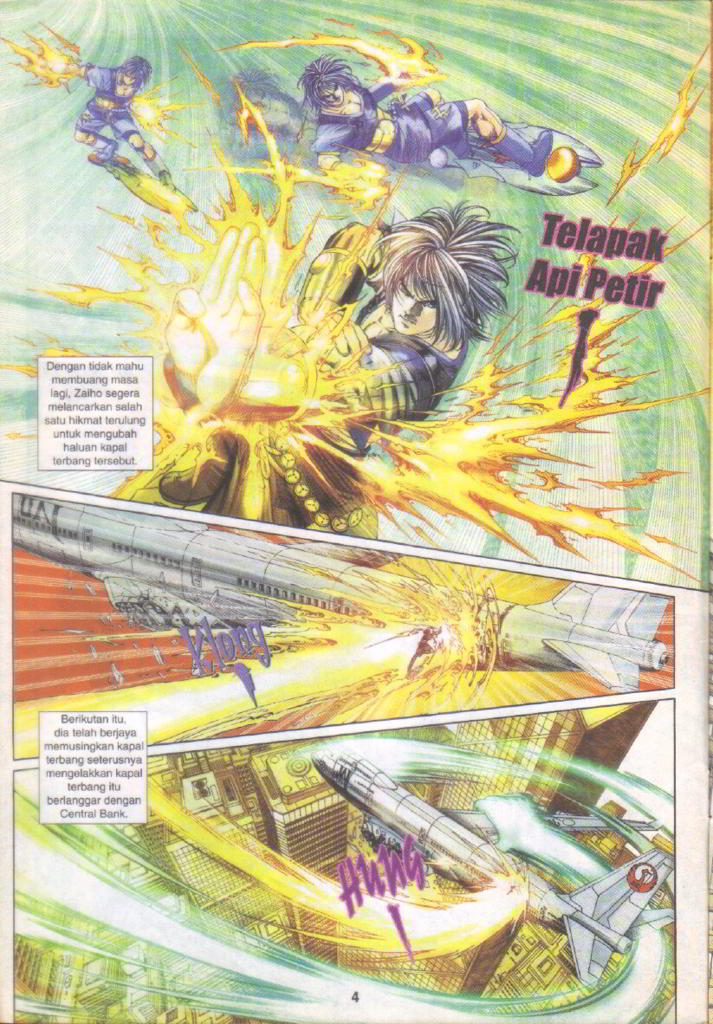 Telapak
Api Petir
!
Dengan tidak mahu
membuang masa
lagi, Zaiho segera
melancarkan salah
satu hikmat terulung
untuk mengubah
haluan kapal
terbang tersebut.
Klong
!
Berikutan itu,
dia telah berjaya
memusingkan kapal
terbang seterusnya
mengelakkan kapal
terbang itu
berlanggar dengan
Central Bank.
HUNG
!
4